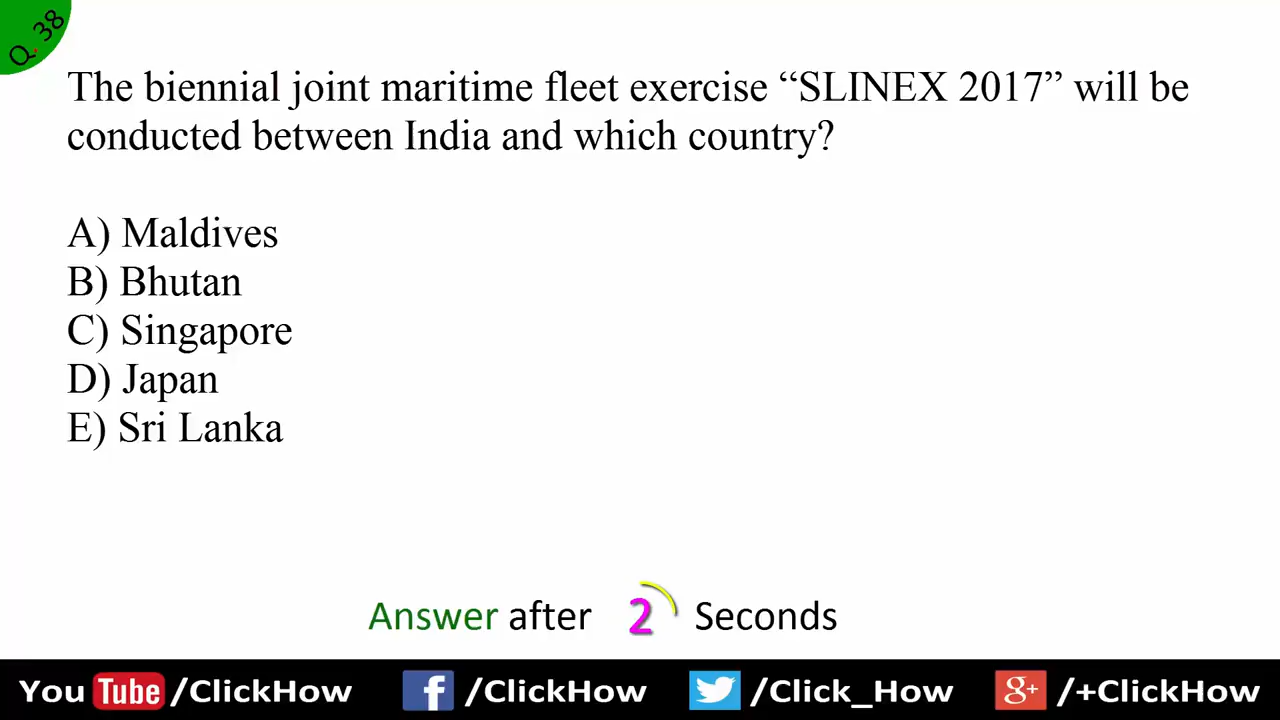 Q. 38
The biennial joint maritime fleet exercise “SLINEX 2017” will be
conducted between India and which country?
A) Maldives
B) Bhutan
C) Singapore
D) Japan
E) Sri Lanka
Answer after 2 Seconds
You Tube /ClickHow f /ClickHow /Click_How g+ /+ClickHow